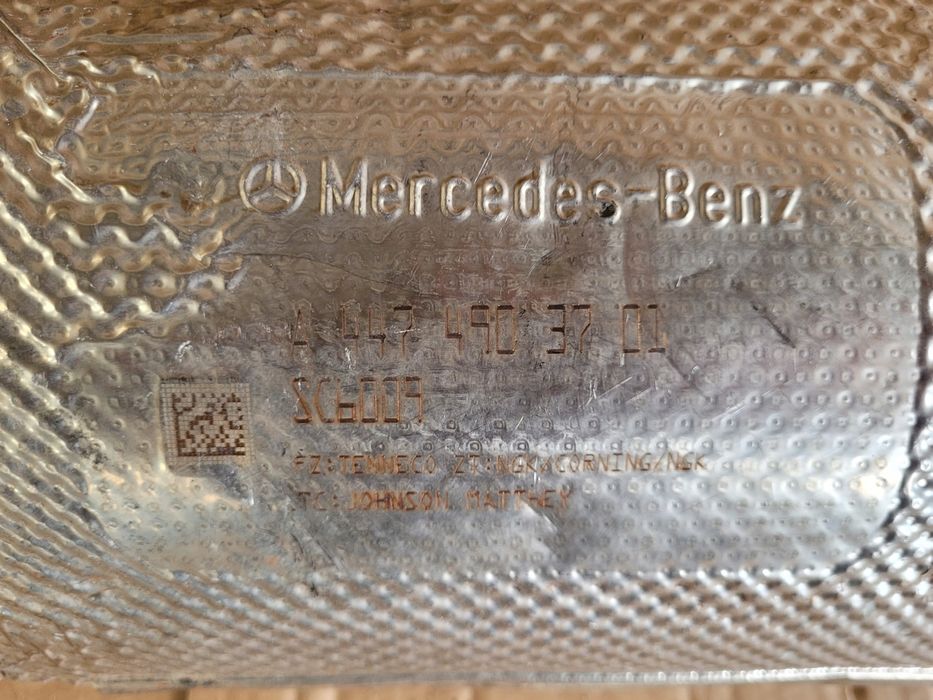 Mercedes-Benz
A 447 490 37 01
SC6009
FZ:TENNECO ZT:NGK/CORNING/NGK
TC:JOHNSON MATTHEY